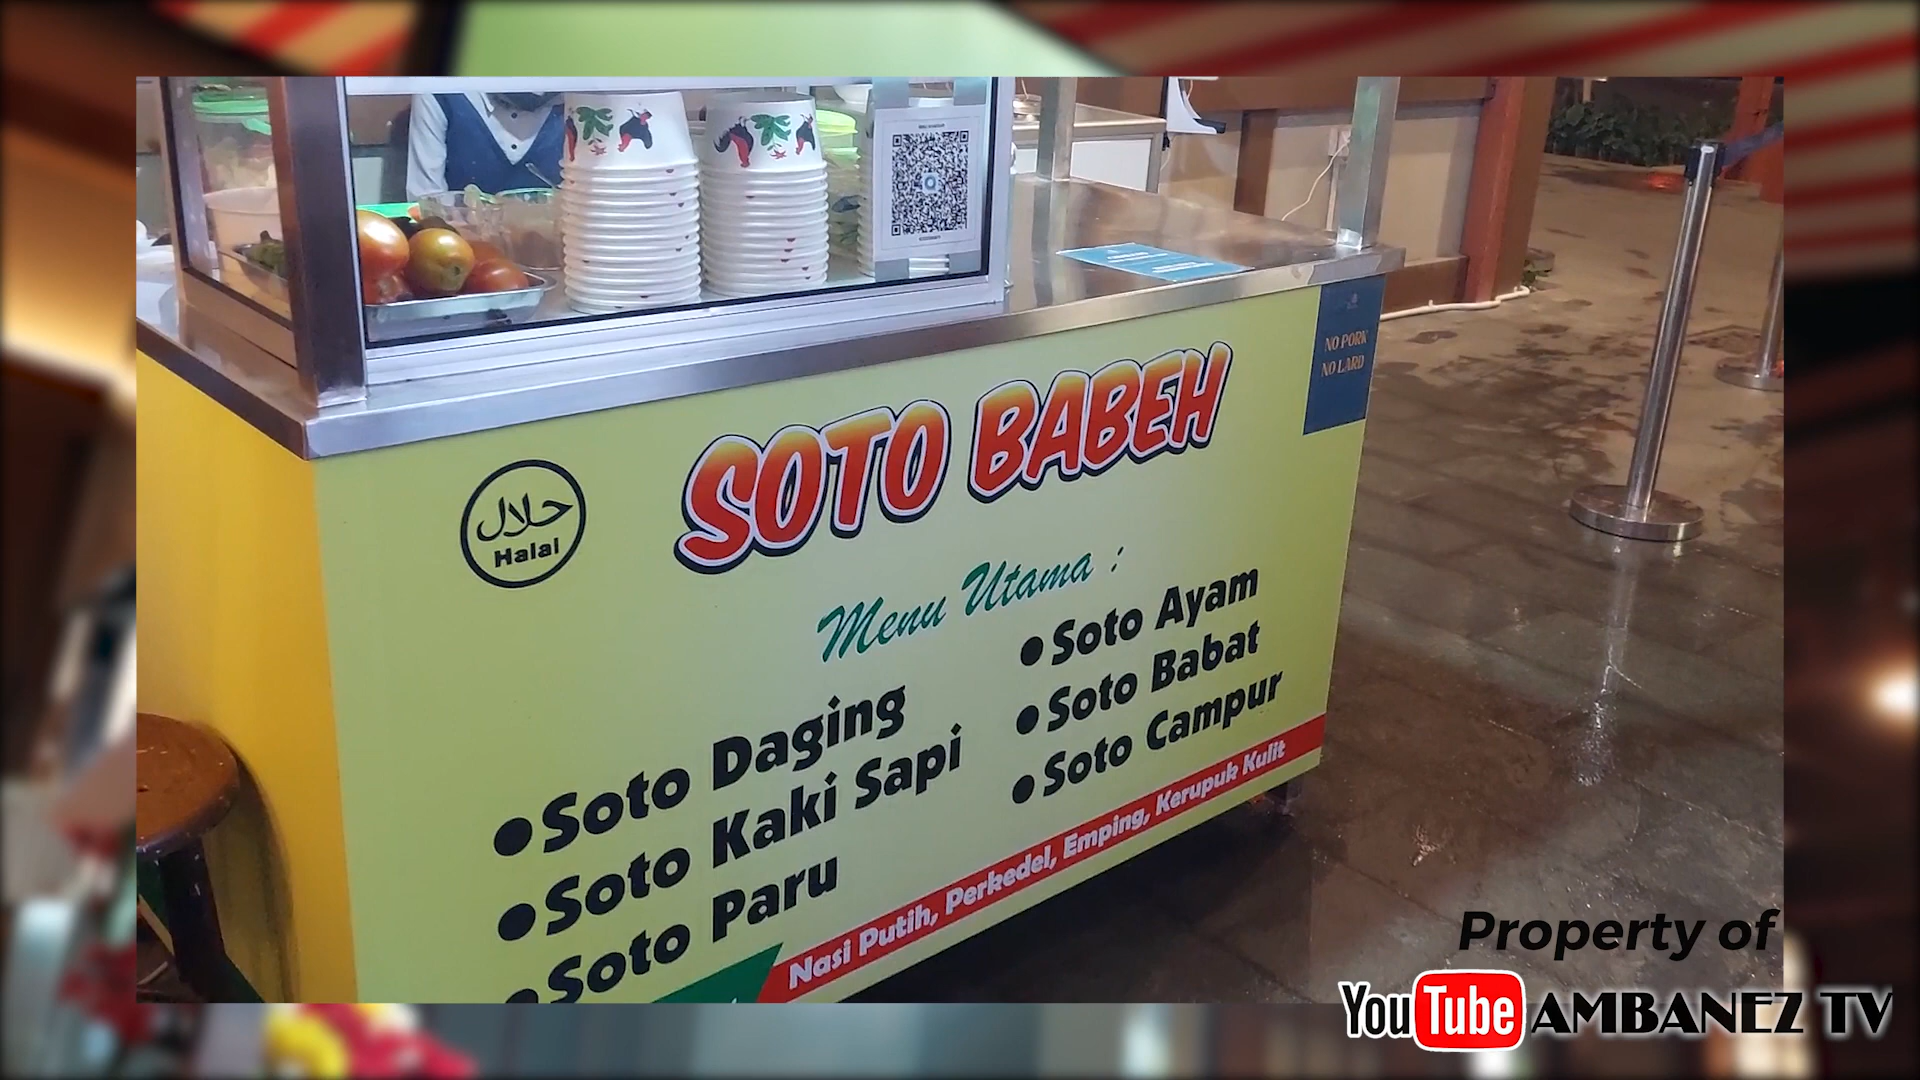 NO PORK
NO LARD
SOTO BABEH
حلال
Halal
Menu Utama :
•Soto Daging
•Soto Kaki Sapi
•Soto Paru
•Soto Ayam
•Soto Babat
•Soto Campur
Nasi Putih, Perkedel, Emping, Kerupuk Kulit
Property of
YouTube AMBANEZ TV